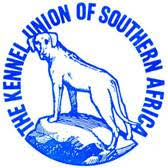 THE KENNEL UNION OF SOUTHERN AFRICA